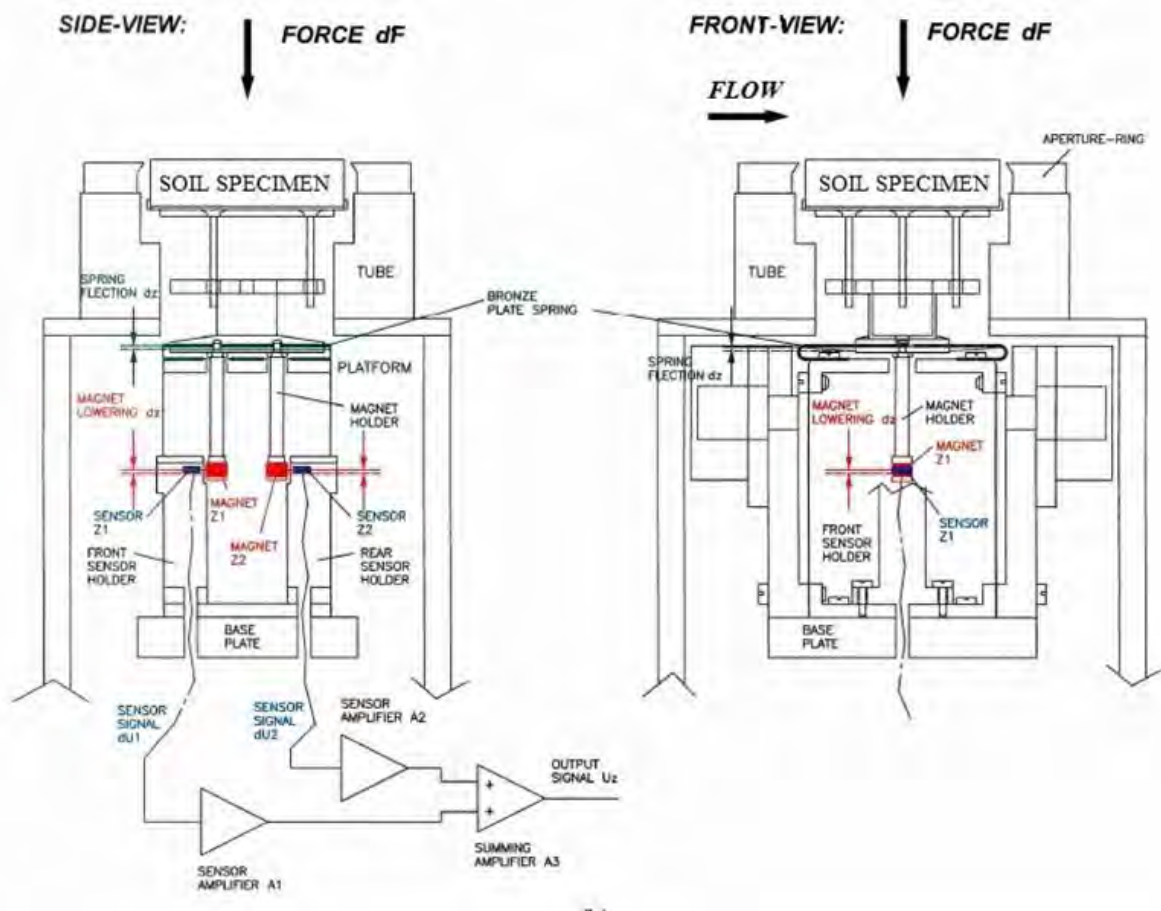 SIDE-VIEW:
FORCE dF
FRONT-VIEW:
FORCE dF
FLOW
APERTURE-RING
SOIL SPECIMEN
SOIL SPECIMEN
SPRING
FLECTION dz
TUBE
BRONZE
PLATE SPRING
TUBE
PLATFORM
SPRING
FLECTION dz
MAGNET
LOWERING dz
MAGNET
HOLDER
MAGNET
LOWERING dz
MAGNET
HOLDER
MAGNET
Z1
SENSOR
Z1
MAGNET
Z1
SENSOR
Z2
SENSOR
Z1
FRONT
SENSOR
HOLDER
MAGNET
Z2
REAR
SENSOR
HOLDER
FRONT
SENSOR
HOLDER
BASE
PLATE
BASE
PLATE
SENSOR
SIGNAL
dU1
SENSOR
SIGNAL
dU2
SENSOR
AMPLIFIER A2
OUTPUT
SIGNAL Uz
+
+
SUMMING
AMPLIFIER A3
SENSOR
AMPLIFIER A1